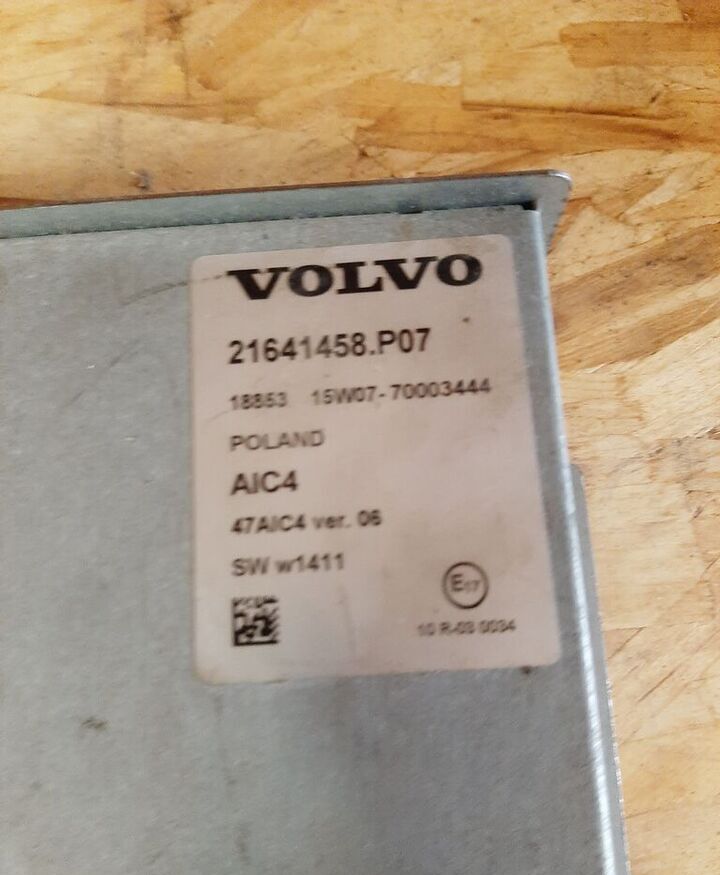 VOLVO
21641458.P07
18853 15W07-70003444
POLAND
AIC4
47AIC4 ver. 06
SW w1411
E17
10 R-03 0034